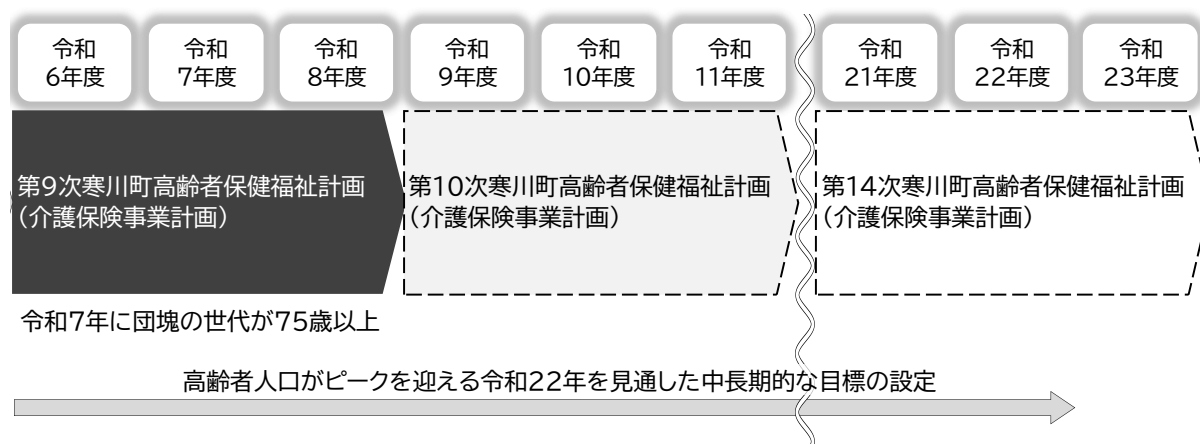 令和
6年度
令和
7年度
令和
8年度
令和
9年度
令和
10年度
令和
11年度
令和
21年度
令和
22年度
令和
23年度
第9次寒川町高齢者保健福祉計画
（介護保険事業計画）
第10次寒川町高齢者保健福祉計画
（介護保険事業計画）
第14次寒川町高齢者保健福祉計画
（介護保険事業計画）
令和7年に団塊の世代が75歳以上
高齢者人口がピークを迎える令和22年を見通した中長期的な目標の設定